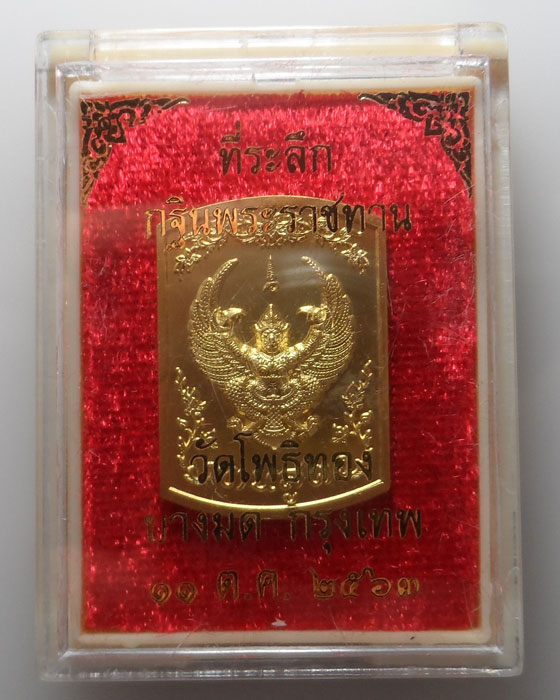 ที่ระลึก
กฐินพระราชทาน
วัดโพธิ์ทอง
บางมด กรุงเทพ
๑๑ ต.ค. ๒๕๖๓